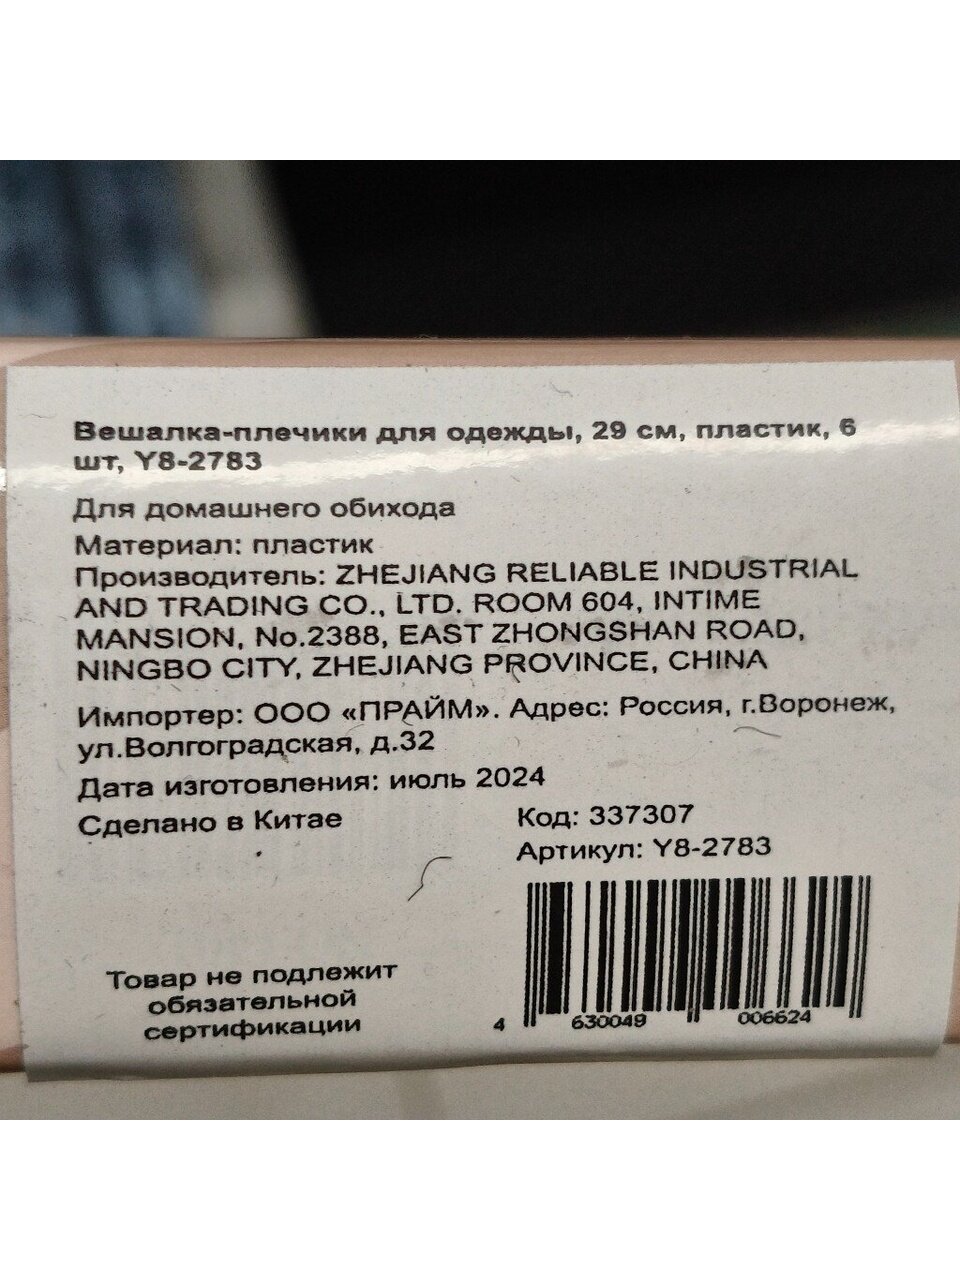 Вешалка-плечики для одежды, 29 см, пластик, 6
шт, Y8-2783
Для домашнего обихода
Материал: пластик
Производитель: ZHEJIANG RELIABLE INDUSTRIAL
AND TRADING CO., LTD. ROOM 604, INTIME
MANSION, No.2388, EAST ZHONGSHAN ROAD,
NINGBO CITY, ZHEJIANG PROVINCE, CHINA
Импортер: ООО «ПРАЙМ». Адрес: Россия, г.Воронеж,
ул.Волгоградская, д.32
Дата изготовления: июль 2024
Сделано в Китае
Код: 337307
Артикул: Y8-2783
Товар не подлежит
обязательной
сертификации
4 630049 006624